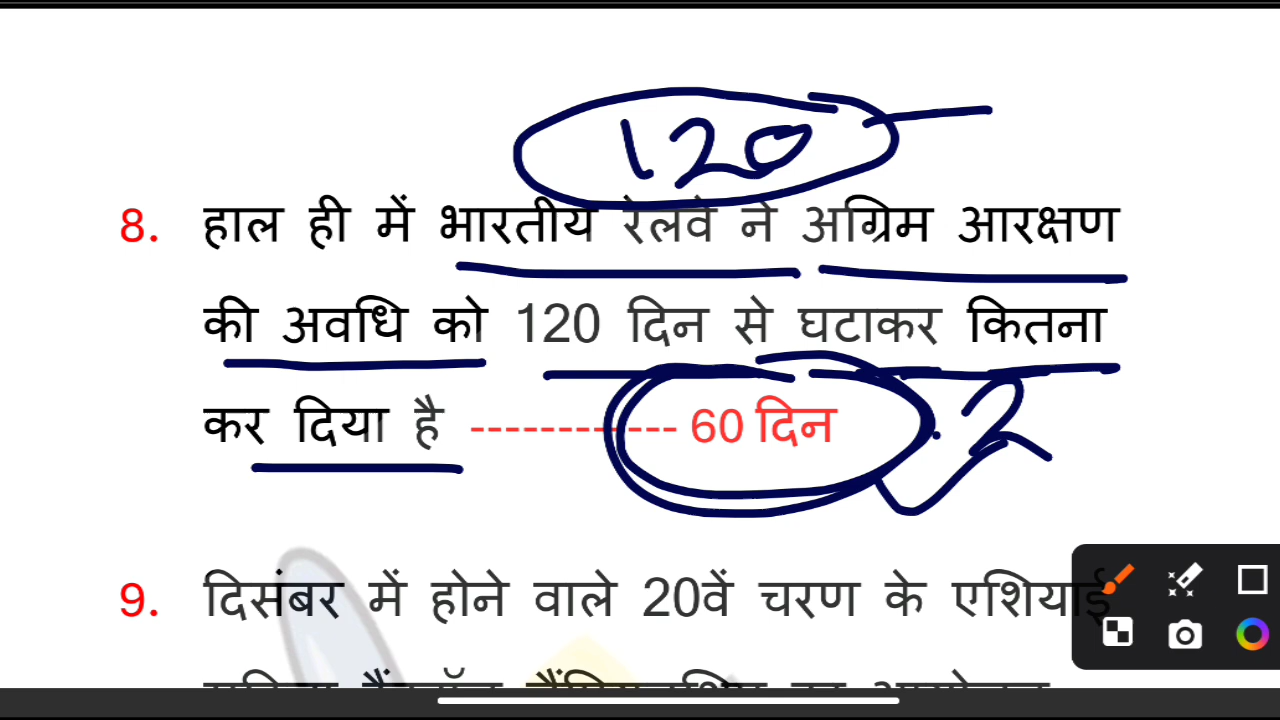 120
8. हाल ही में भारतीय रेलवे ने अग्रिम आरक्षण
की अवधि को 120 दिन से घटाकर कितना
कर दिया है ------------ 60 दिन
2
9. दिसंबर में होने वाले 20वें चरण के एशियाई